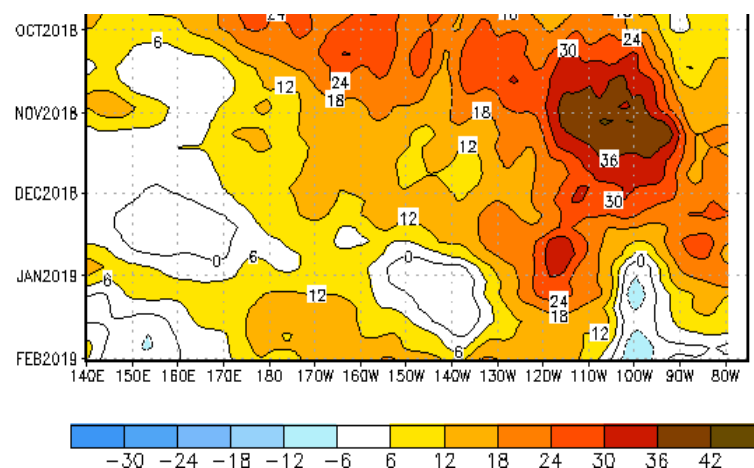 24 18 18
OCT2018 6 30 24
24
12 18 18
NOV2018
12
36
DEC2018
30
12
0 6 0 0
JAN2019 6
12 24
18
12
FEB2019 6
140E 150E 160E 170E 180 170W 160W 150W 140W 130W 120W 110W 100W 90W 80W
−30 −24 −18 −12 −6 6 12 18 24 30 36 42